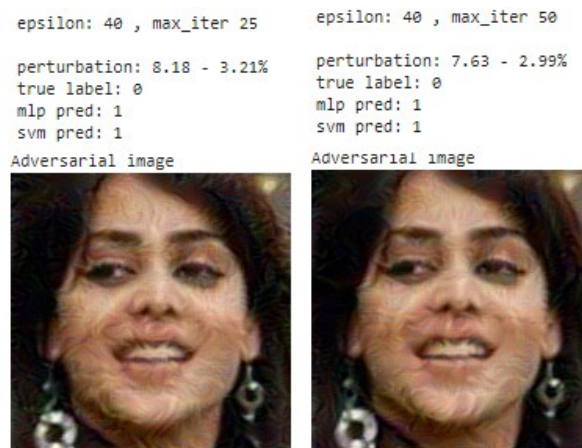 epsilon: 40 , max_iter 25
perturbation: 8.18 - 3.21%
true label: 0
mlp pred: 1
svm pred: 1
Adversarial image
epsilon: 40 , max_iter 50
perturbation: 7.63 - 2.99%
true label: 0
mlp pred: 1
svm pred: 1
Adversarial image